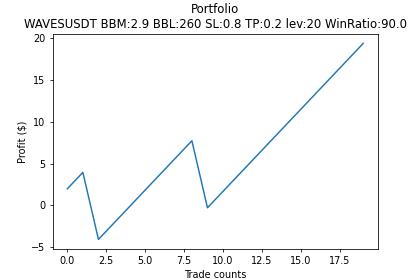 Portfolio
WAVESUSDT BBM:2.9 BBL:260 SL:0.8 TP:0.2 lev:20 WinRatio:90.0
20
15
10
5
0
−5
Profit ($)
0.0 2.5 5.0 7.5 10.0 12.5 15.0 17.5
Trade counts